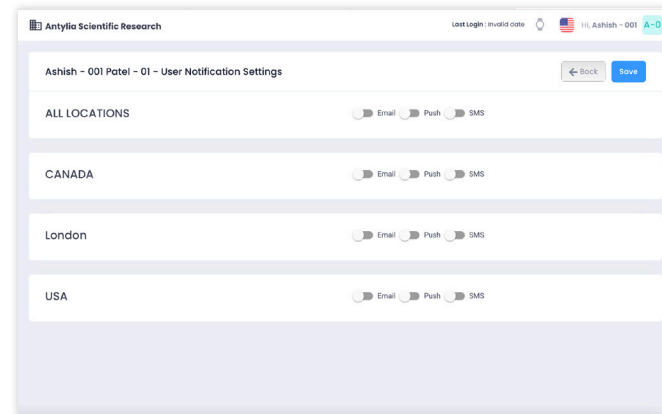 Antylia Scientific Research
Last Login : Invalid date
Hi, Ashish - 001
A-0
Ashish - 001 Patel - 01 - User Notification Settings
Back
Save
ALL LOCATIONS
Email Push SMS
CANADA
Email Push SMS
London
Email Push SMS
USA
Email Push SMS